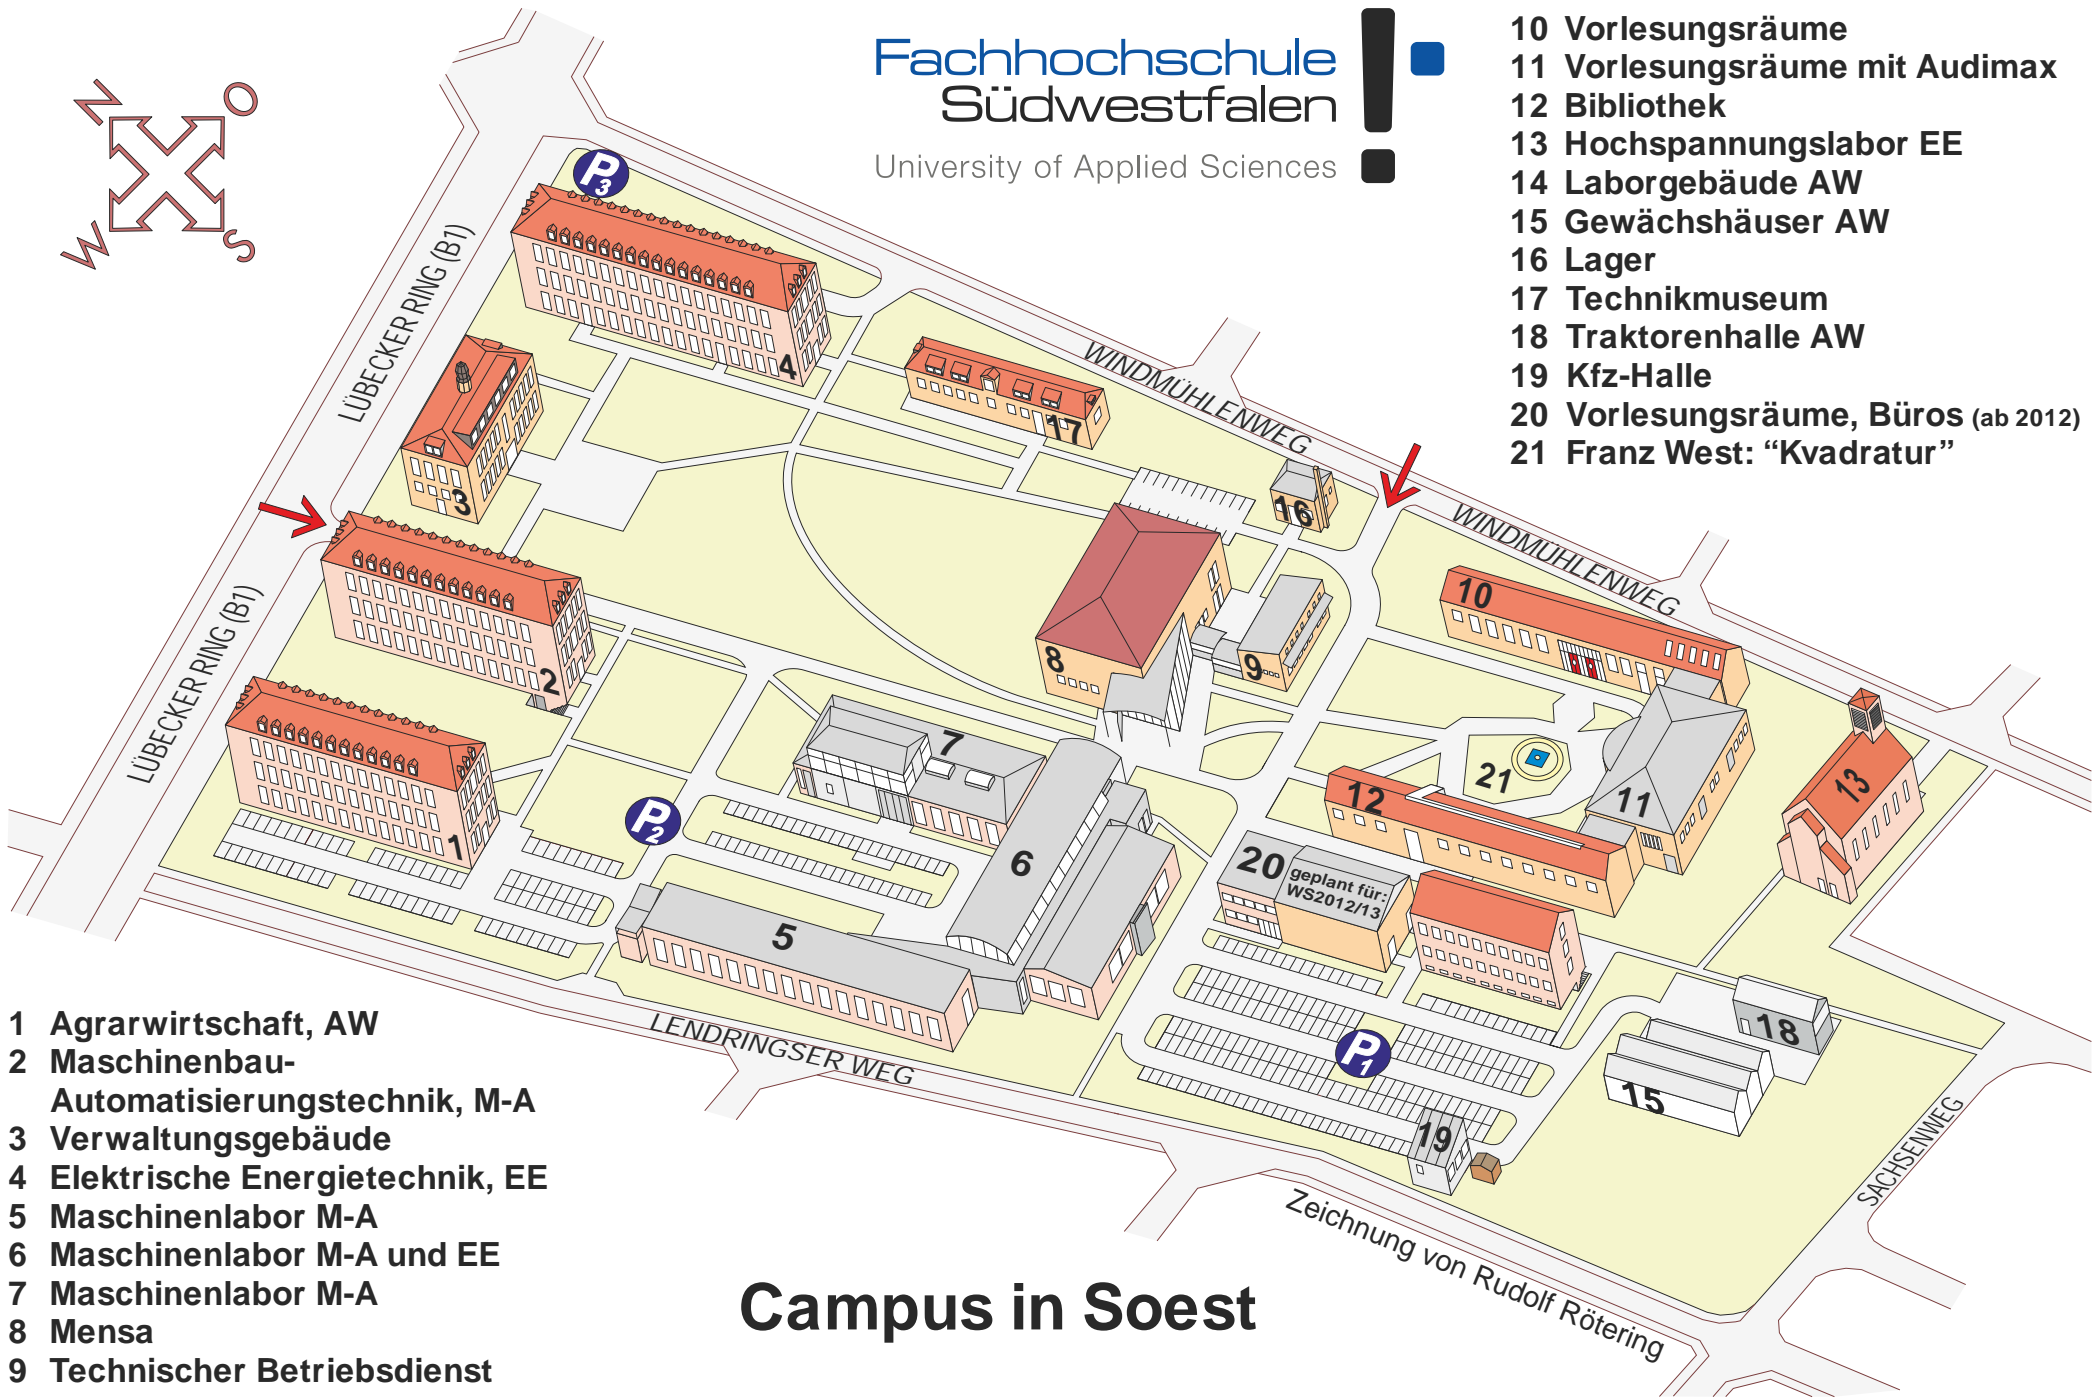 Fachhochschule
Südwestfalen
University of Applied Sciences
10 Vorlesungsräume
11 Vorlesungsräume mit Audimax
12 Bibliothek
13 Hochspannungslabor EE
14 Laborgebäude AW
15 Gewächshäuser AW
16 Lager
17 Technikmuseum
18 Traktorenhalle AW
19 Kfz-Halle
20 Vorlesungsräume, Büros (ab 2012)
21 Franz West: “Kvadratur”
N
O
W
S
P3
LÜBECKER RING (B1)
4
WINDMÜHLENWEG
17
3
16
WINDMÜHLENWEG
10
2
8
9
LÜBECKER RING (B1)
7
21
12
11
13
P2
1
6
20
geplant für:
WS2012/13
5
LENDRINGSER WEG
P1
18
15
19
SACHSENWEG
Zeichnung von Rudolf Rötering
1 Agrarwirtschaft, AW
2 Maschinenbau-
Automatisierungstechnik, M-A
3 Verwaltungsgebäude
4 Elektrische Energietechnik, EE
5 Maschinenlabor M-A
6 Maschinenlabor M-A und EE
7 Maschinenlabor M-A
8 Mensa
9 Technischer Betriebsdienst
Campus in Soest